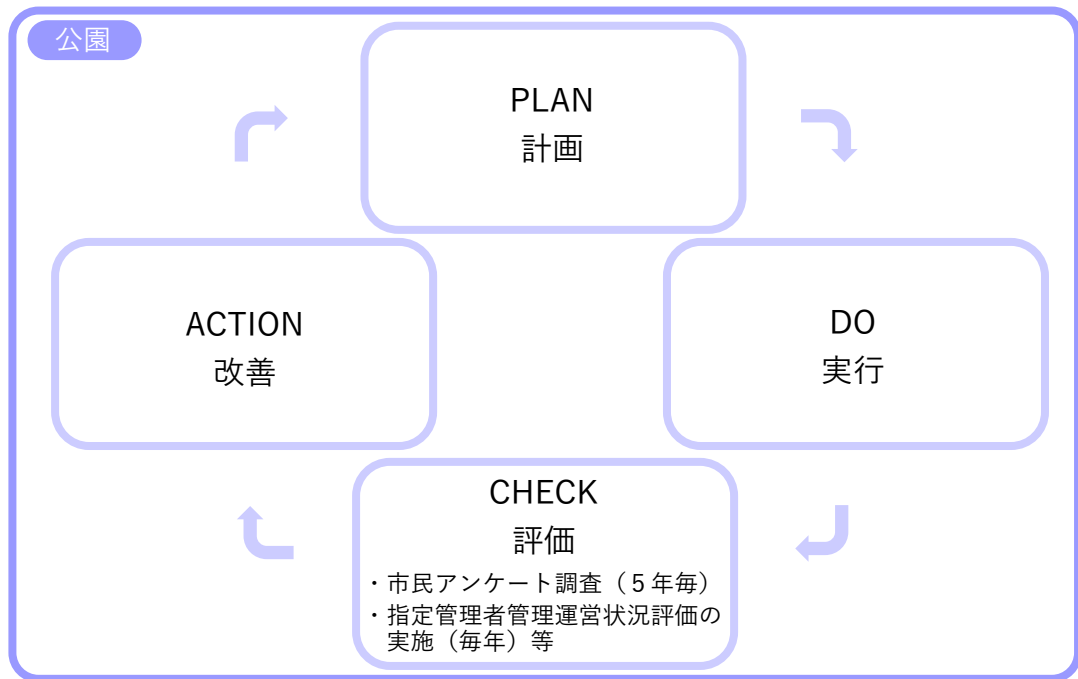 公園
PLAN
計画
ACTION
改善
DO
実行
CHECK
評価
・市民アンケート調査（５年毎）
・指定管理者管理運営状況評価の
実施（毎年）等